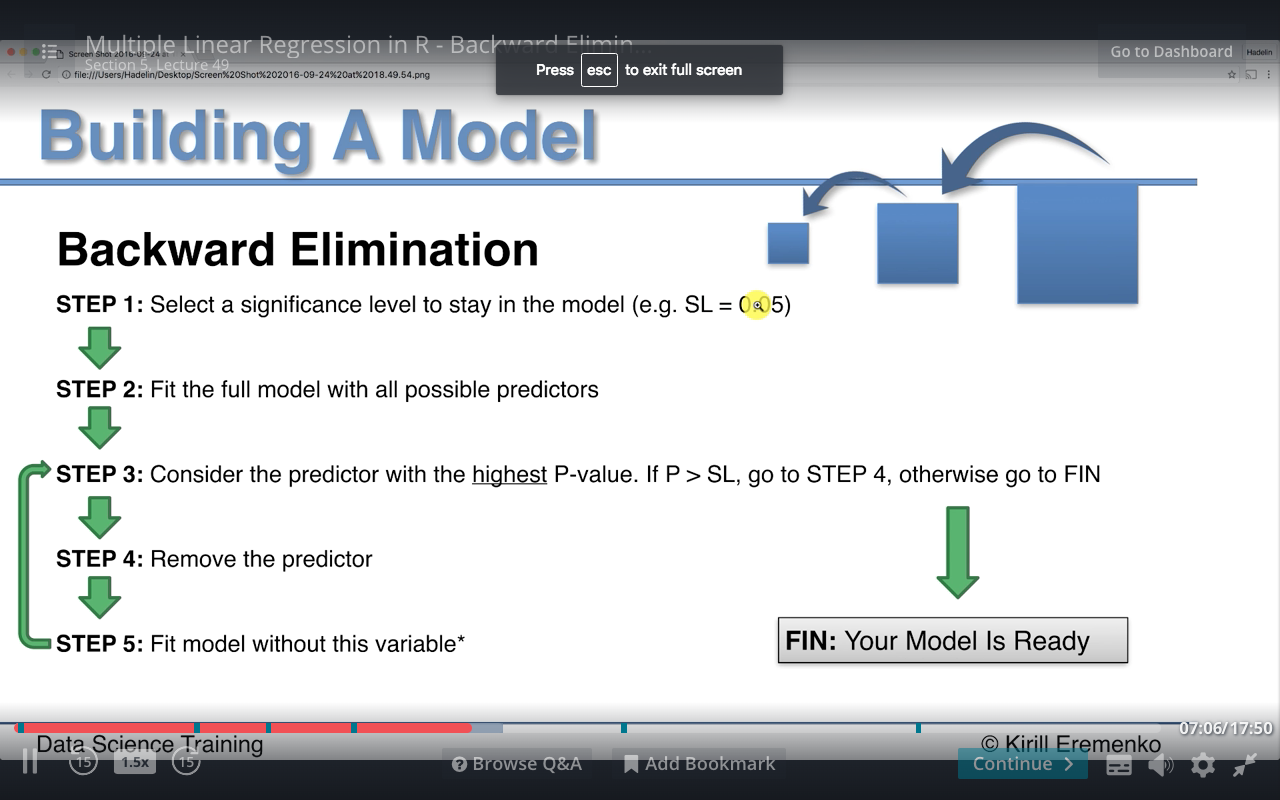 Multiple Linear Regression in R - Backward Elimin...
Section 5, Lecture 49
Go to Dashboard
Hadelin
Press esc to exit full screen
file:///Users/Hadelin/Desktop/Screen%20Shot%202016-09-24%20at%2018.49.54.png
Building A Model
Backward Elimination
STEP 1: Select a significance level to stay in the model (e.g. SL = 0.05)
STEP 2: Fit the full model with all possible predictors
STEP 3: Consider the predictor with the highest P-value. If P > SL, go to STEP 4, otherwise go to FIN
STEP 4: Remove the predictor
STEP 5: Fit model without this variable*
FIN: Your Model Is Ready
07:06/17:50
Data Science Training
© Kirill Eremenko
15
1.5x
15
Browse Q&A
Add Bookmark
Continue